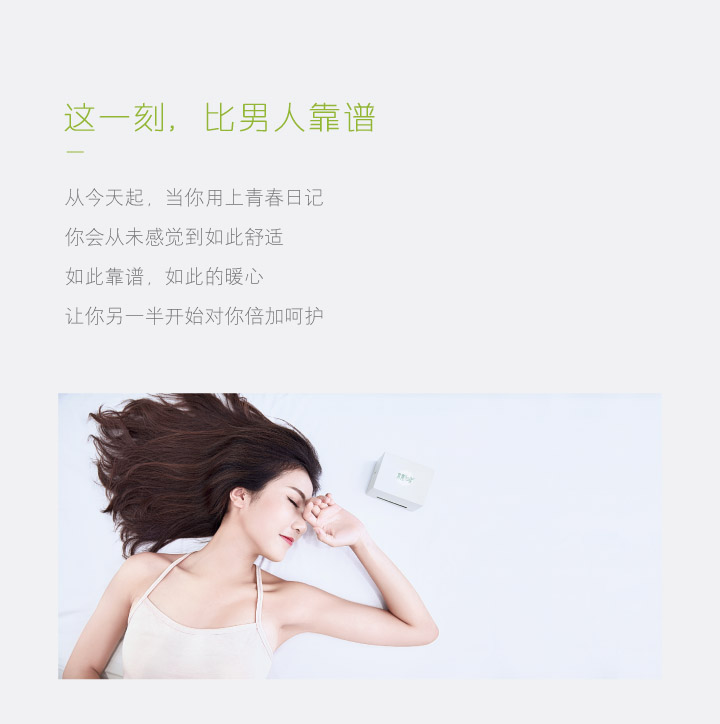 这一刻，比男人靠谱
从今天起，当你用上青春日记
你会从未感觉到如此舒适
如此靠谱，如此的暖心
让你另一半开始对你倍加呵护